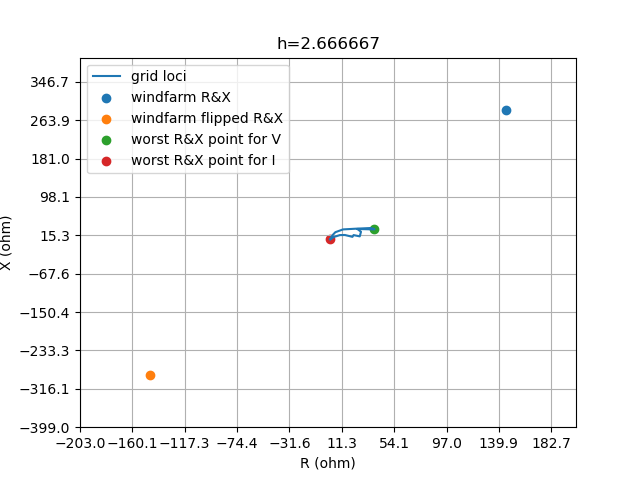 h=2.666667
grid loci
windfarm R&X
windfarm flipped R&X
worst R&X point for V
worst R&X point for I
346.7
263.9
181.0
98.1
15.3
−67.6
−150.4
−233.3
−316.1
−399.0
X (ohm)
−203.0 −160.1 −117.3 −74.4 −31.6 11.3 54.1 97.0 139.9 182.7
R (ohm)